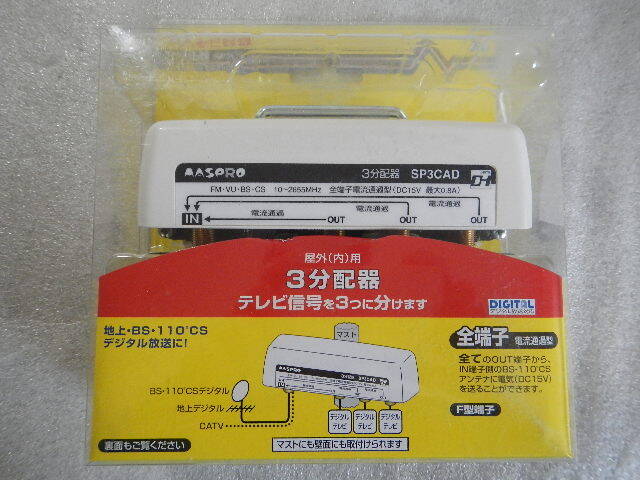 MASPRO
3分配器 SP3CAD
FM・VU・BS・CS 10~2655MHz 全端子電流通過型(DC15V 最大0.8A)
電流通過 電流通過
IN 電流通過 OUT OUT OUT
屋外(内)用
3分配器
テレビ信号を3つに分けます
DIGITAL
地上・BS・110°CS
デジタル放送に!
マスト
MASPRO
SP3CAD
BS・110°CSデジタル
地上デジタル
CATV
デジタルテレビ
デジタルテレビ
デジタルテレビ
マストにも壁面にも取付けられます
裏面もご覧ください
全端子 電流通過型
全てのOUT端子から、
IN端子側のBS・110°CS
アンテナに電気(DC15V)
を送ることができます。
F型端子